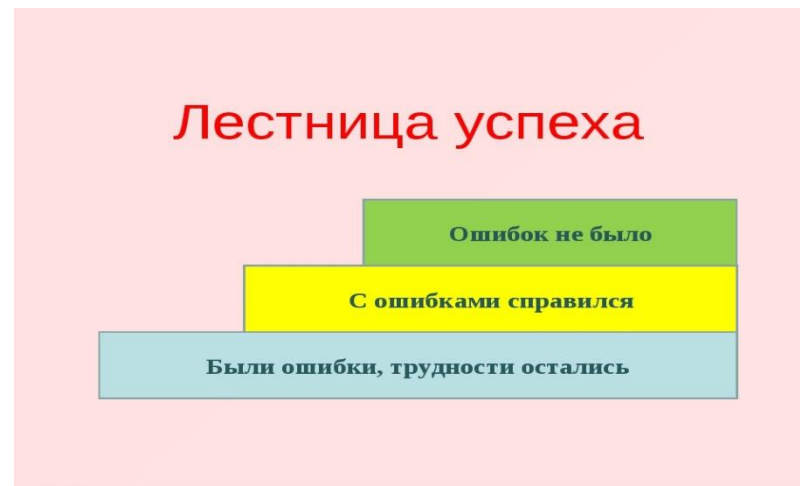 Лестница успеха
Ошибок не было
С ошибками справился
Были ошибки, трудности остались